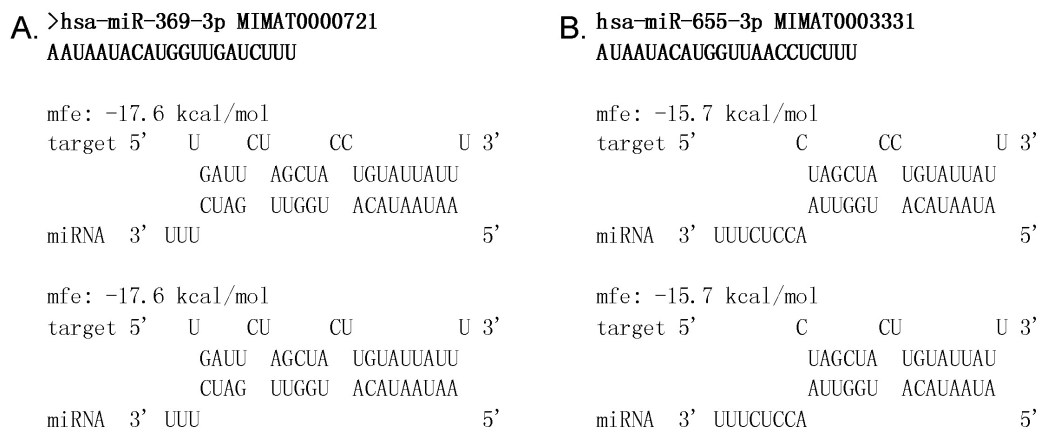 A. >hsa-miR-369-3p MIMAT0000721
AAUAAUACAUGGUUGAUCUUU
mfe: -17.6 kcal/mol
target 5' U CU CC U 3'
GAUU AGCUA UGUAUUAUU
CUAG UUGGU ACAUAAUAA
miRNA 3' UUU 5'
mfe: -17.6 kcal/mol
target 5' U CU CU U 3'
GAUU AGCUA UGUAUUAUU
CUAG UUGGU ACAUAAUAA
miRNA 3' UUU 5'
B. hsa-miR-655-3p MIMAT0003331
AUAAUACAUGGUUAACCUCUUU
mfe: -15.7 kcal/mol
target 5' C CC U 3'
UAGCUA UGUAUUAU
AUUGGU ACAUAAUA
miRNA 3' UUUCUCCA 5'
mfe: -15.7 kcal/mol
target 5' C CU U 3'
UAGCUA UGUAUUAU
AUUGGU ACAUAAUA
miRNA 3' UUUCUCCA 5'